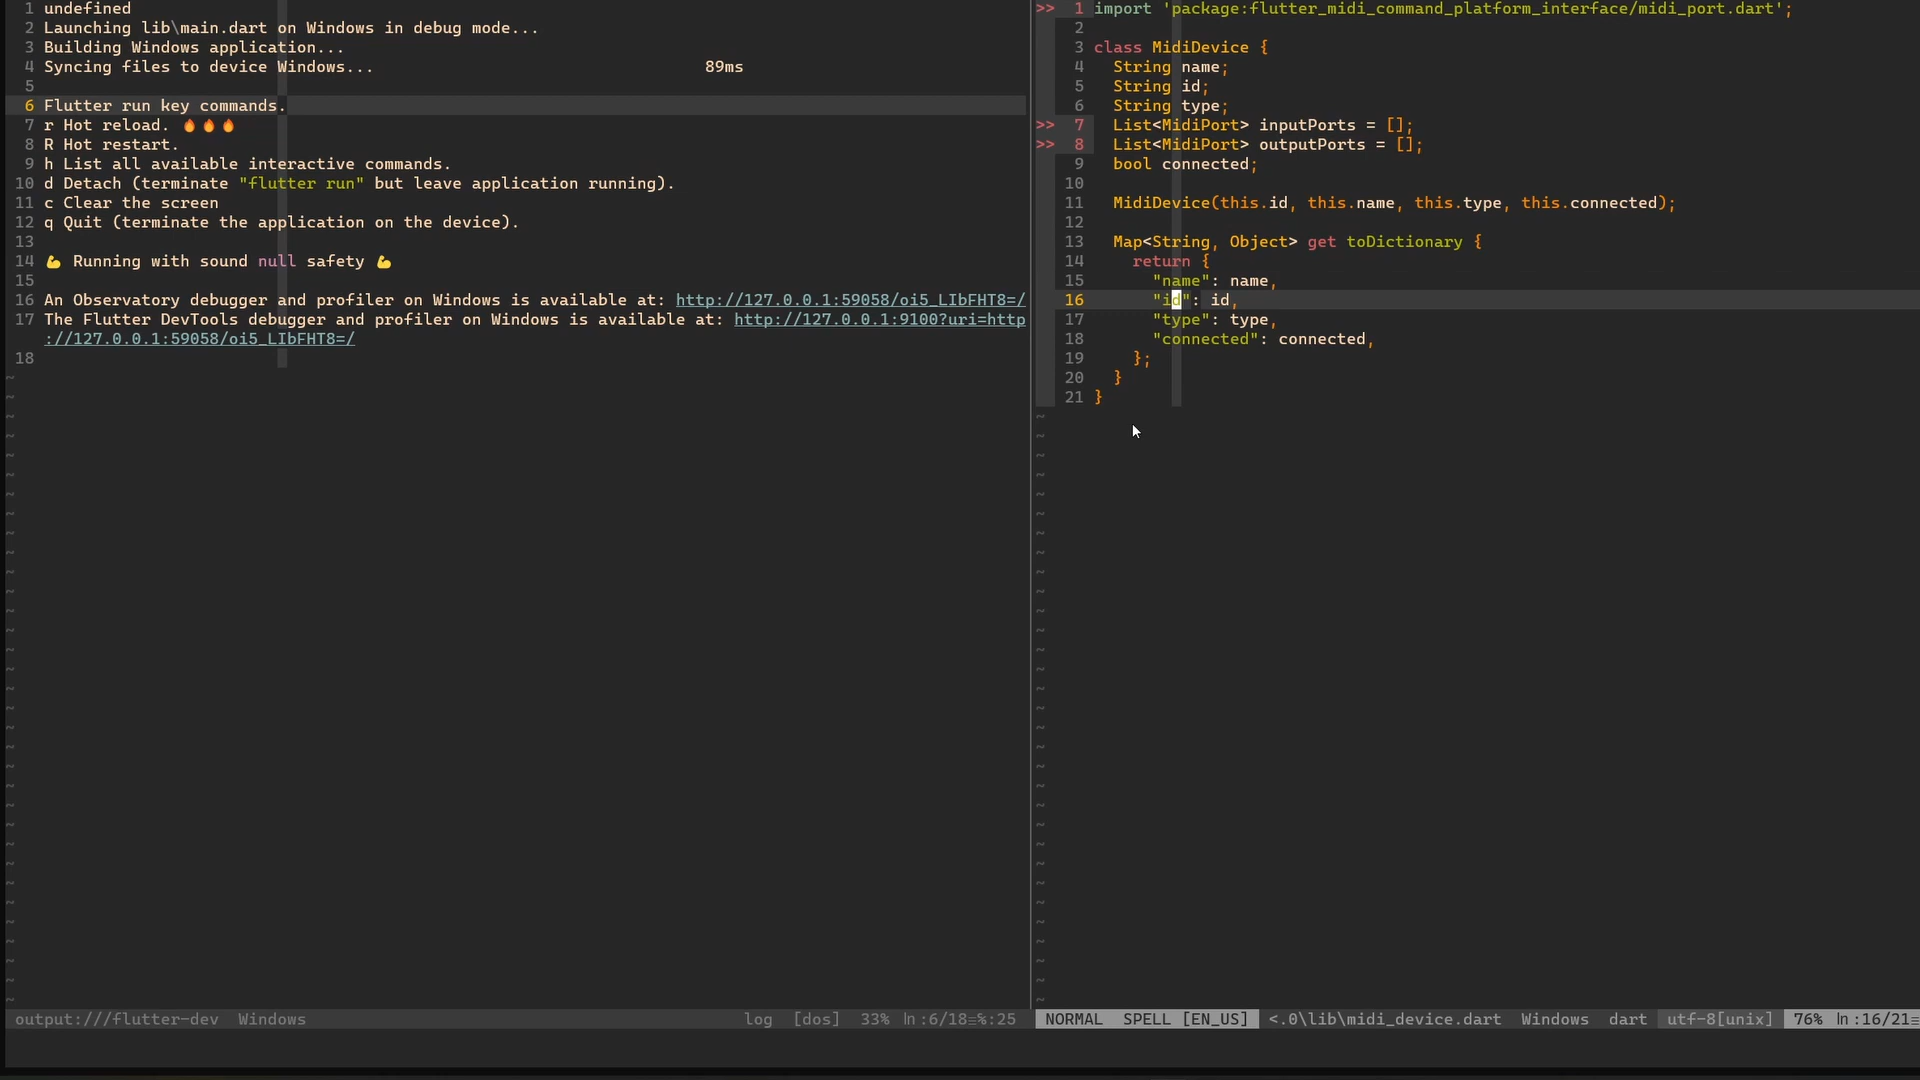 1 undefined
2 Launching lib\main.dart on Windows in debug mode...
3 Building Windows application...
4 Syncing files to device Windows... 89ms
5
6 Flutter run key commands.
7 r Hot reload. 🔥🔥🔥
8 R Hot restart.
9 h List all available interactive commands.
10 d Detach (terminate "flutter run" but leave application running).
11 c Clear the screen
12 q Quit (terminate the application on the device).
13
14 💪 Running with sound null safety 💪
15
16 An Observatory debugger and profiler on Windows is available at: http://127.0.0.1:59058/oi5_LIbFHT8=/
17 The Flutter DevTools debugger and profiler on Windows is available at: http://127.0.0.1:9100?uri=http
://127.0.0.1:59058/oi5_LIbFHT8=/
18
output:///flutter-dev Windows log [dos] 33% ㏑:6/18≡%:25
>> 1 import 'package:flutter_midi_command_platform_interface/midi_port.dart';
2
3 class MidiDevice {
4 String name;
5 String id;
6 String type;
>> 7 List<MidiPort> inputPorts = [];
>> 8 List<MidiPort> outputPorts = [];
9 bool connected;
10
11 MidiDevice(this.id, this.name, this.type, this.connected);
12
13 Map<String, Object> get toDictionary {
14 return {
15 "name": name,
16 "id": id,
17 "type": type,
18 "connected": connected,
19 };
20 }
21 }
NORMAL SPELL [EN_US] <.0\lib\midi_device.dart Windows dart utf-8[unix] 76% ㏑:16/21≡